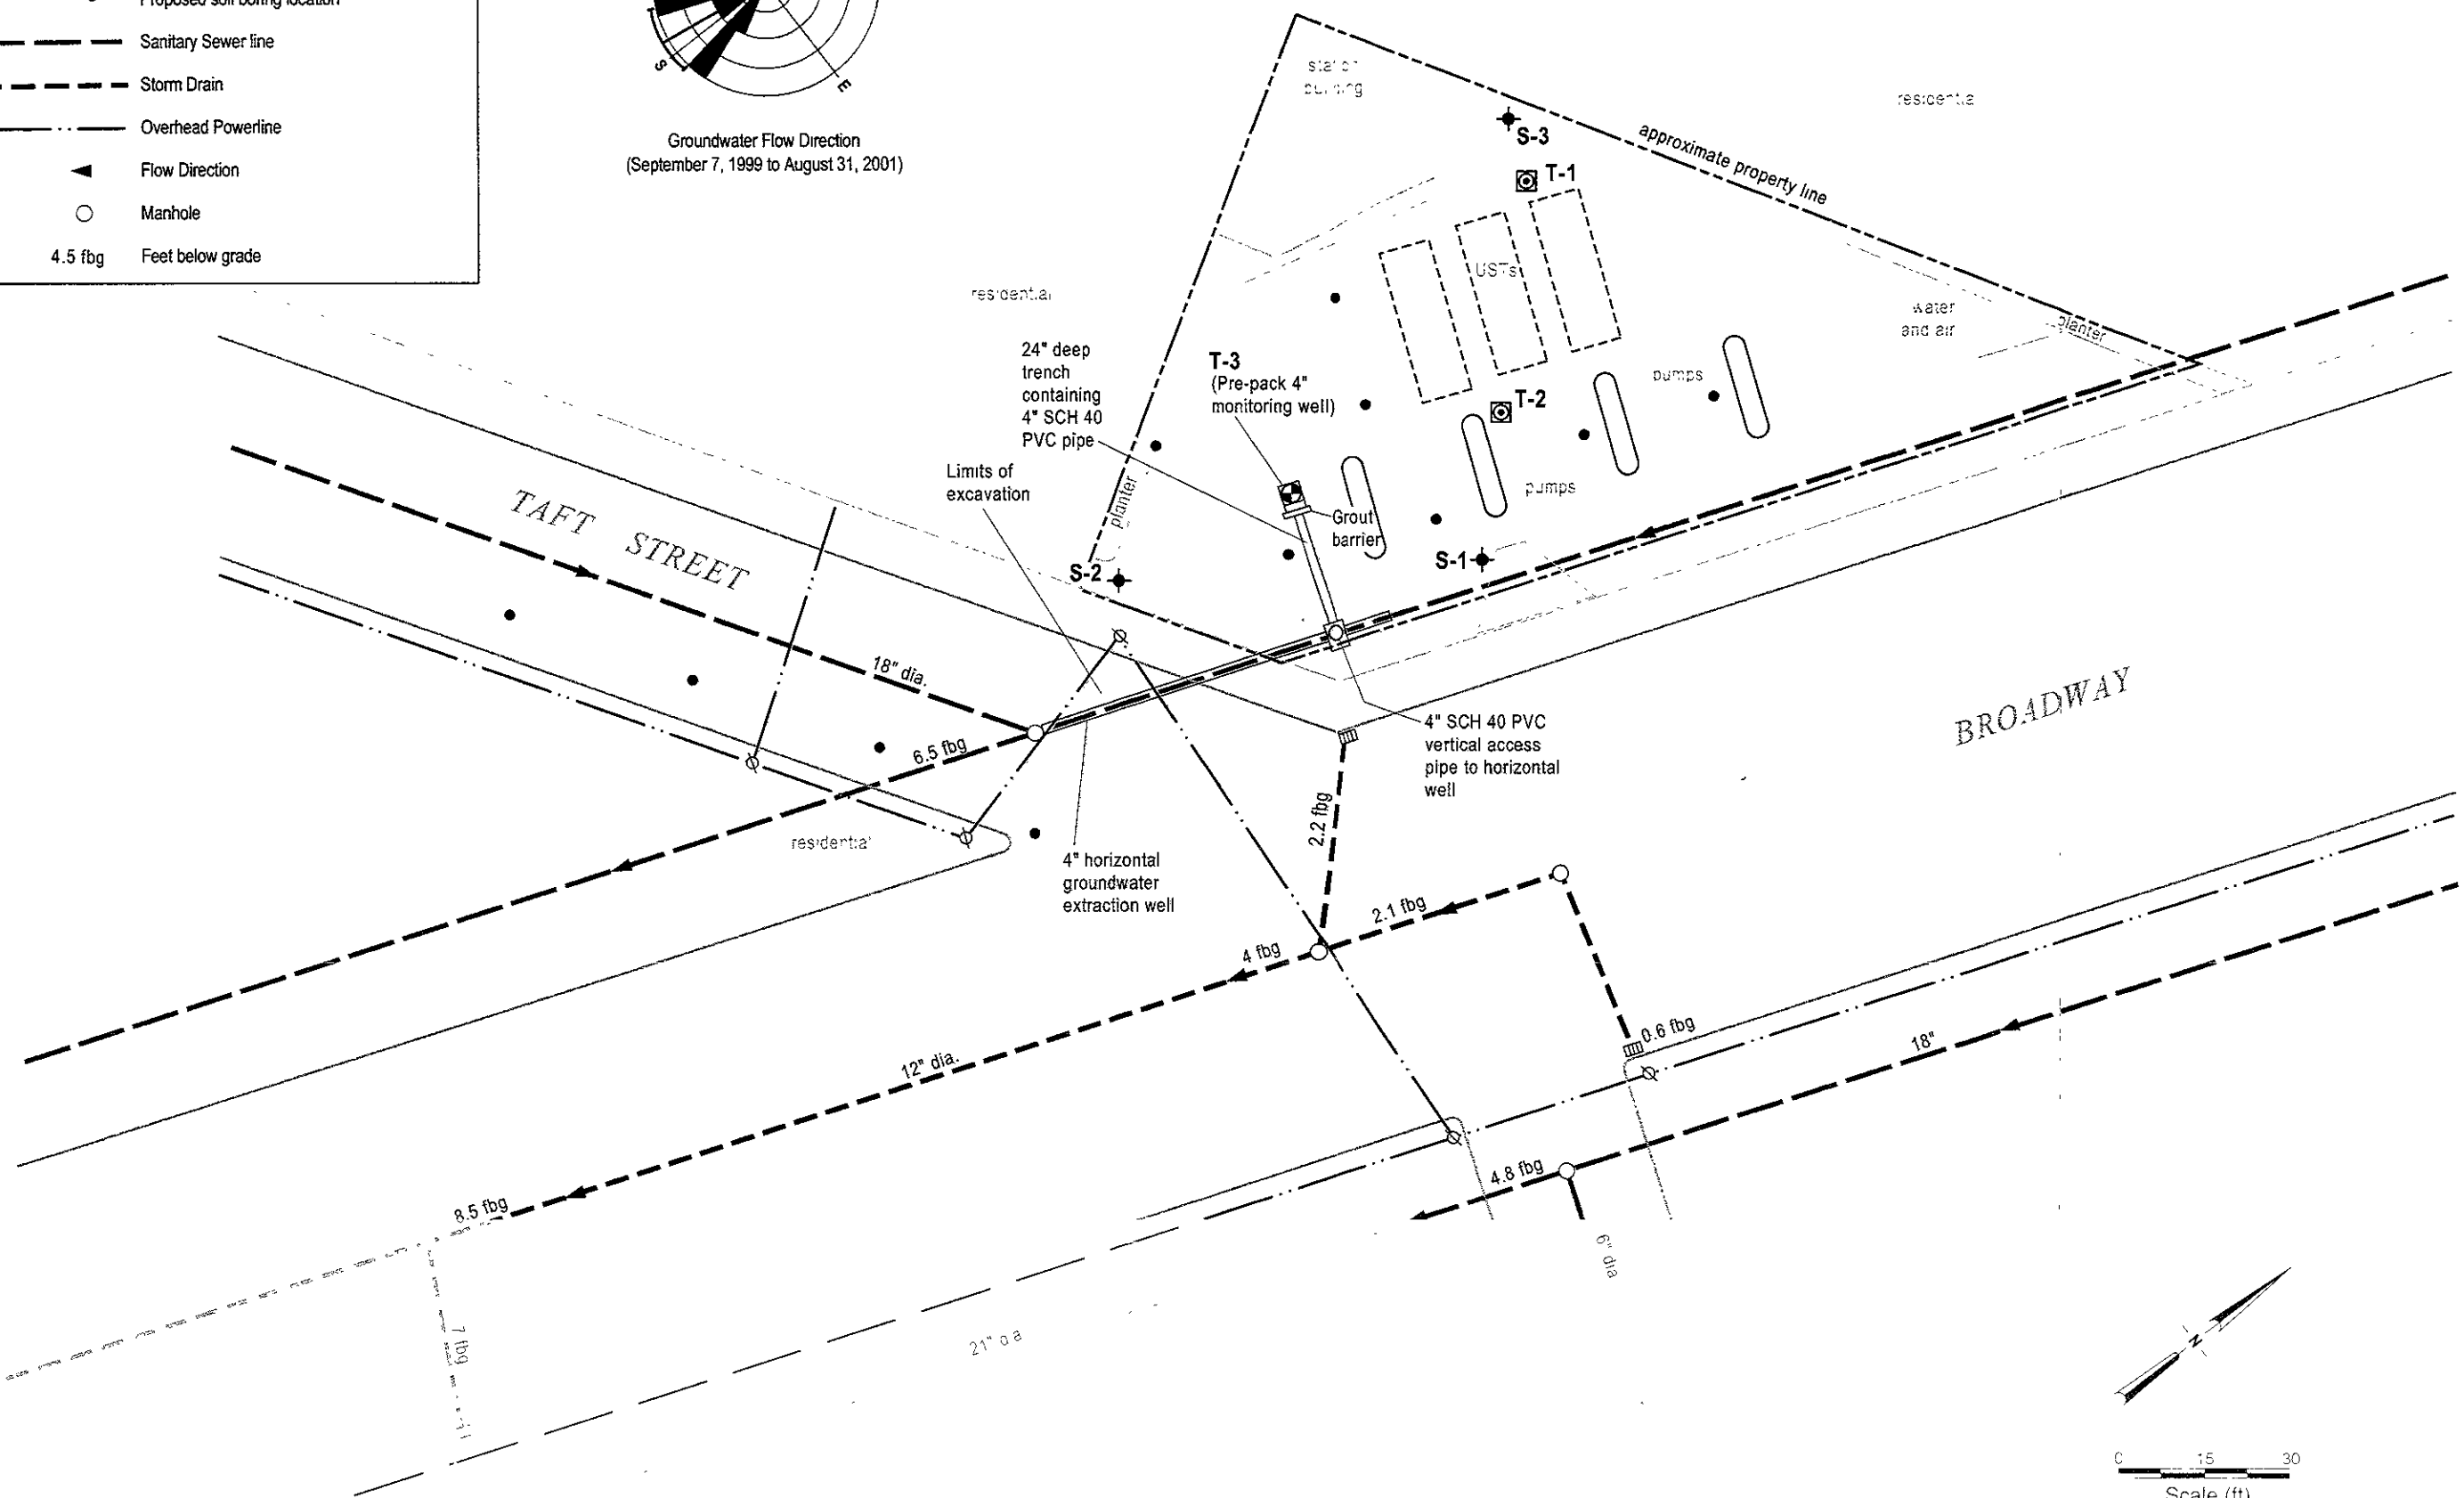 Proposed soil boring location
Sanitary Sewer line
Storm Drain
Overhead Powerline
Flow Direction
Manhole
4.5 fbg Feet below grade
S
E
Groundwater Flow Direction
(September 7, 1999 to August 31, 2001)
station
building
residential
S-3
approximate property line
T-1
USTs
residential
water
and air
planter
24" deep
trench
containing
4" SCH 40
PVC pipe
T-3
(Pre-pack 4"
monitoring well)
pumps
T-2
Limits of
excavation
planter
pumps
Grout
barrier
TAFT STREET
S-2
S-1
18" dia.
6.5 fbg
BROADWAY
4" SCH 40 PVC
vertical access
pipe to horizontal
well
2.2 fbg
residential
4" horizontal
groundwater
extraction well
2.1 fbg
4 fbg
0.6 fbg
18"
12" dia.
4.8 fbg
8.5 fbg
6" dia
7 fbg
21" dia
N
0 15 30
Scale (ft)